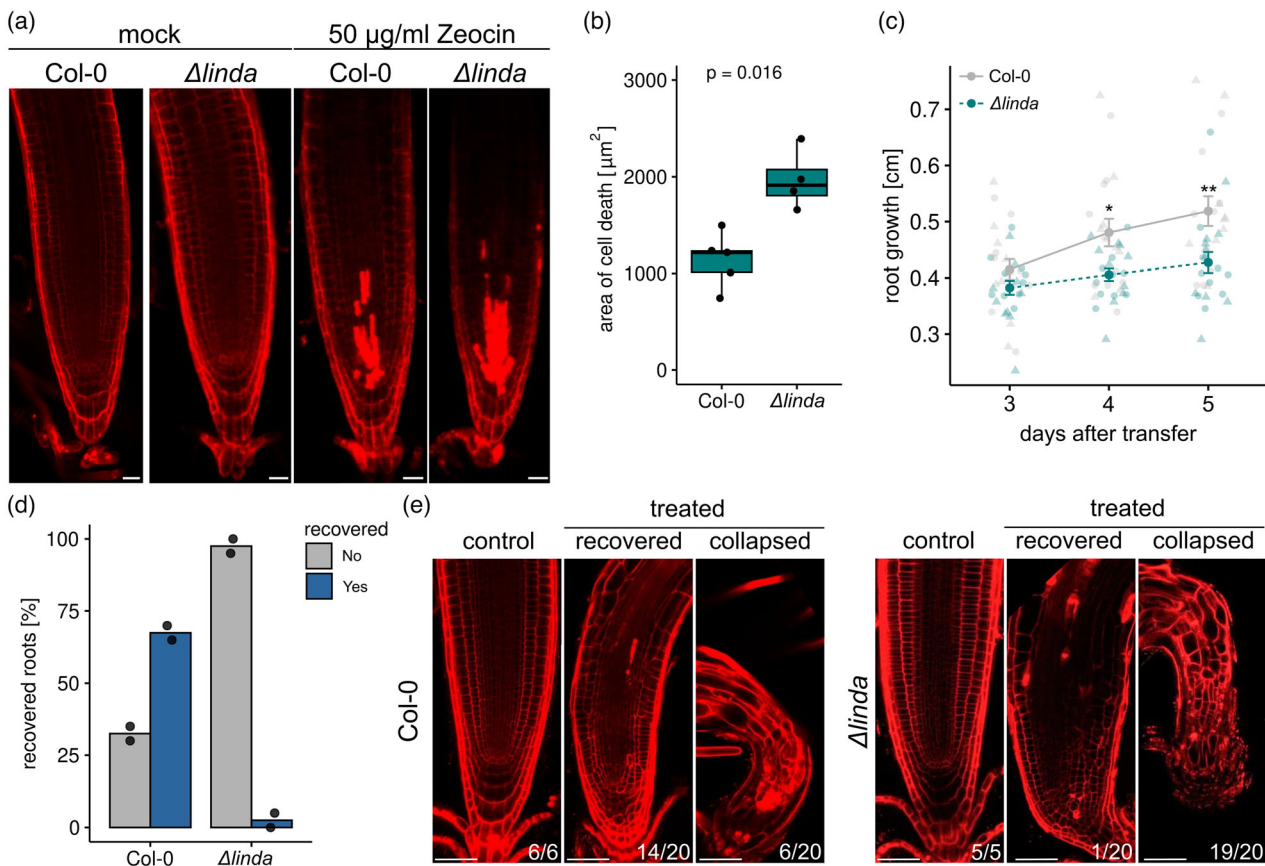 (a)
mock
50 µg/ml Zeocin
Col-0
Δlinda
Col-0
Δlinda
(b)
p = 0.016
area of cell death [µm²]
3000
2000
1000
0
Col-0
Δlinda
(c)
Col-0
Δlinda
root growth [cm]
0.7
0.6
0.5
0.4
0.3
*
**
3
4
5
days after transfer
(d)
recovered roots [%]
100
75
50
25
0
recovered
No
Yes
Col-0
Δlinda
(e)
treated
control
recovered
collapsed
Col-0
6/6
14/20
6/20
treated
control
recovered
collapsed
Δlinda
5/5
1/20
19/20